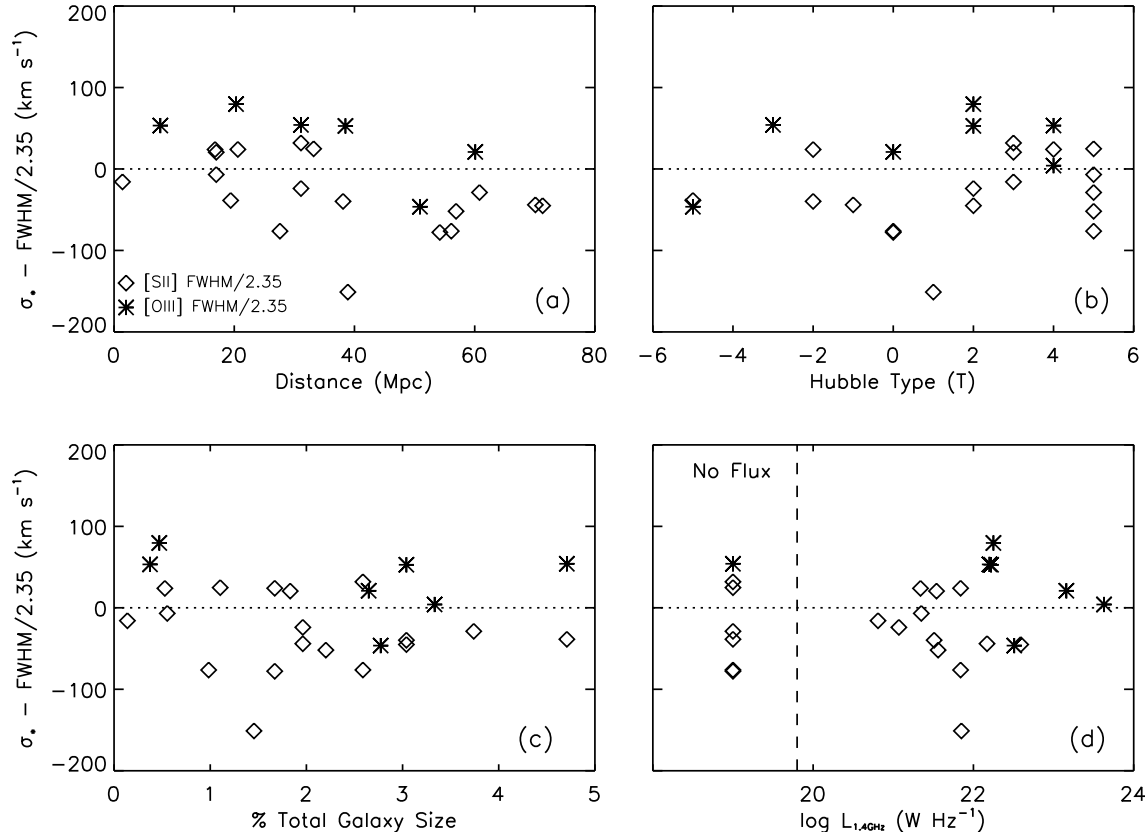 σ* − FWHM/2.35 (km s⁻¹)
200
100
0
−100
−200
[SII] FWHM/2.35
[OIII] FWHM/2.35
(a)
0 20 40 60 80
Distance (Mpc)
(b)
−6 −4 −2 0 2 4 6
Hubble Type (T)
σ* − FWHM/2.35 (km s⁻¹)
200
100
0
−100
−200
(c)
0 1 2 3 4 5
% Total Galaxy Size
No Flux
(d)
20 22 24
log L₁.₄GHz (W Hz⁻¹)